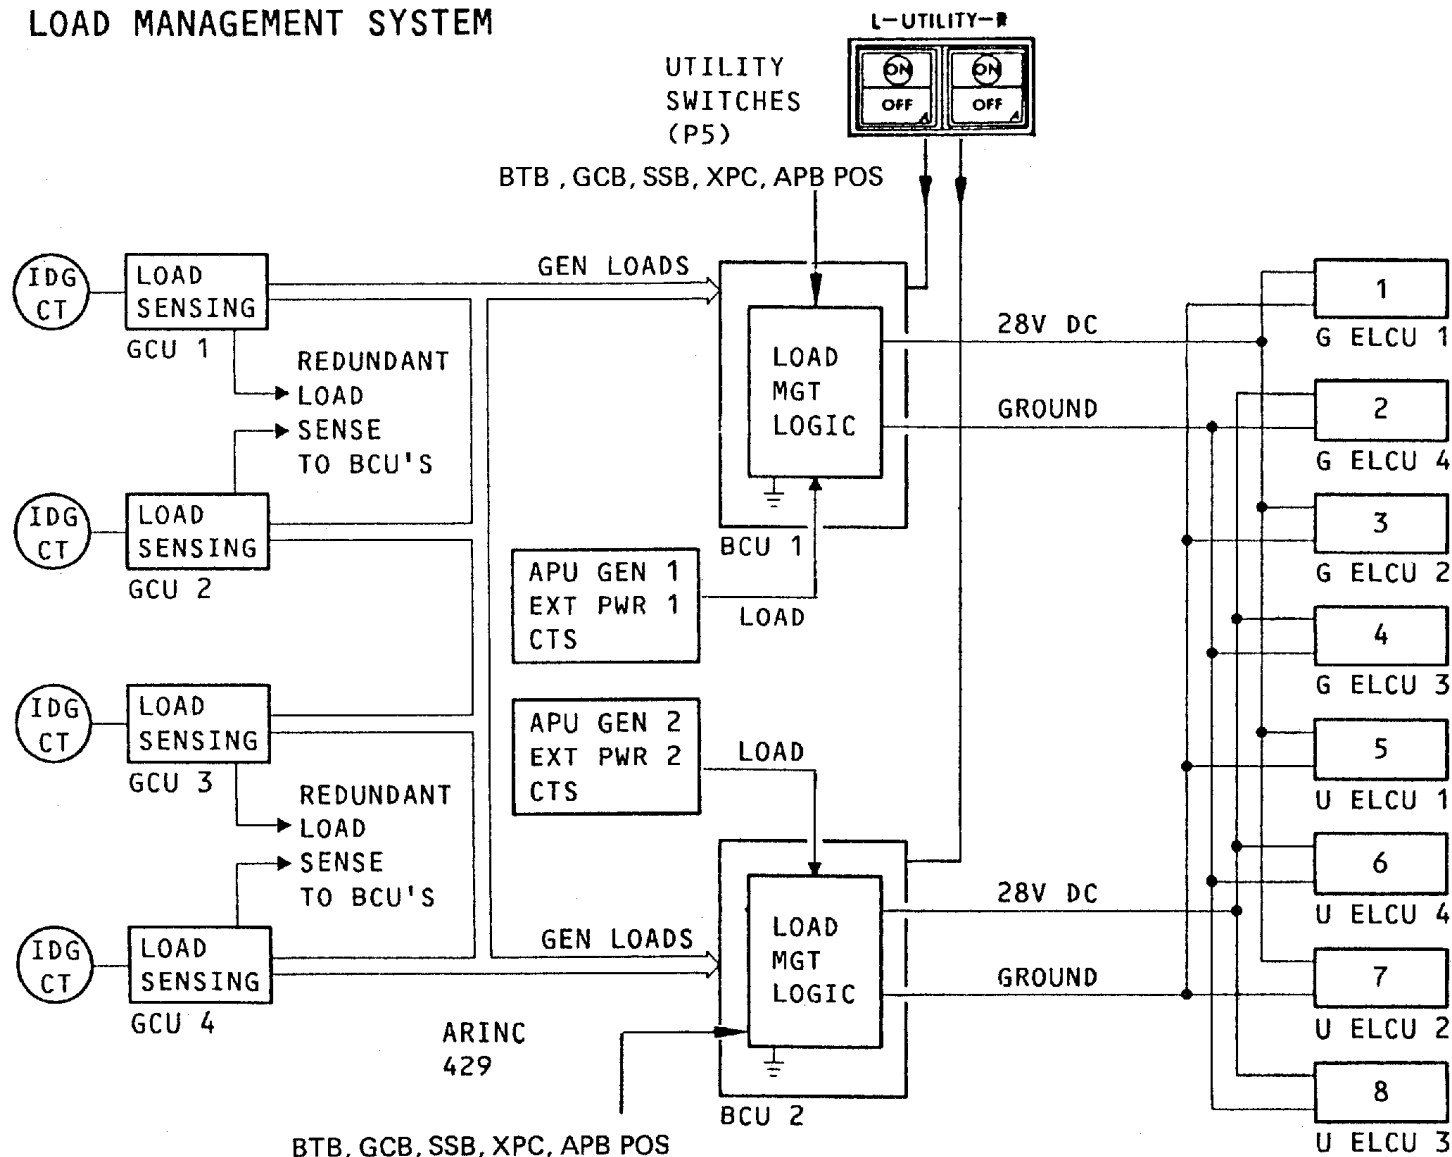 LOAD MANAGEMENT SYSTEM
L-UTILITY-R
UTILITY
SWITCHES
(P5)
ON
OFF
A
ON
OFF
A
BTB , GCB, SSB, XPC, APB POS
IDG
CT
LOAD
SENSING
GCU 1
GEN LOADS
REDUNDANT
LOAD
SENSE
TO BCU'S
IDG
CT
LOAD
SENSING
GCU 2
LOAD
MGT
LOGIC
BCU 1
28V DC
GROUND
APU GEN 1
EXT PWR 1
CTS
LOAD
IDG
CT
LOAD
SENSING
GCU 3
APU GEN 2
EXT PWR 2
CTS
LOAD
REDUNDANT
LOAD
SENSE
TO BCU'S
IDG
CT
LOAD
SENSING
GCU 4
GEN LOADS
LOAD
MGT
LOGIC
BCU 2
28V DC
GROUND
ARINC
429
BTB, GCB, SSB, XPC, APB POS
1
G ELCU 1
2
G ELCU 4
3
G ELCU 2
4
G ELCU 3
5
U ELCU 1
6
U ELCU 4
7
U ELCU 2
8
U ELCU 3